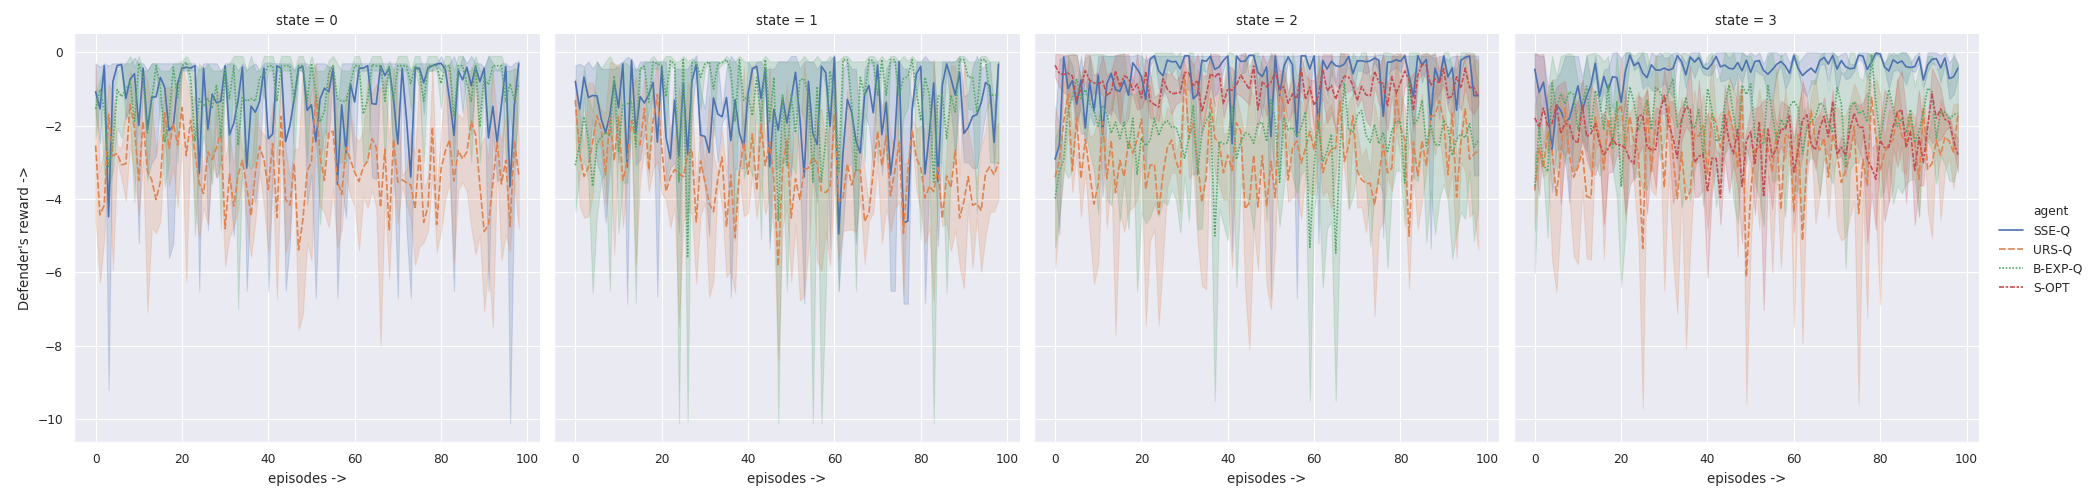 state = 0
state = 1
state = 2
state = 3
Defender's reward ->
0
−2
−4
−6
−8
−10
0 20 40 60 80 100
0 20 40 60 80 100
0 20 40 60 80 100
0 20 40 60 80 100
episodes ->
episodes ->
episodes ->
episodes ->
agent
SSE-Q
URS-Q
B-EXP-Q
S-OPT